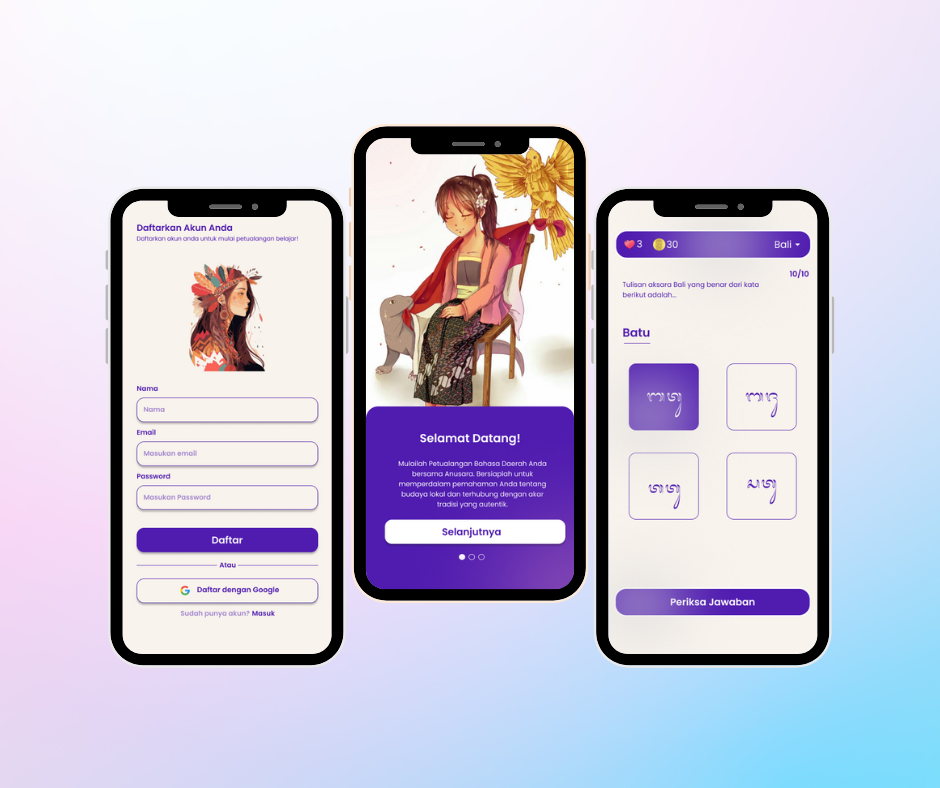 Daftarkan Akun Anda
Daftarkan akun anda untuk mulai petualangan belajar!
Nama
Nama
Email
Masukan email
Password
Masukan Password
Daftar
Atau
Daftar dengan Google
Sudah punya akun? Masuk
Selamat Datang!
Mulailah Petualangan Bahasa Daerah Anda
bersama Anusara. Bersiaplah untuk
memperdalam pemahaman Anda tentang
budaya lokal dan terhubung dengan akar
tradisi yang autentik.
Selanjutnya
3 30 Bali
10/10
Tulisan aksara Bali yang benar dari kata
berikut adalah...
Batu
Periksa Jawaban